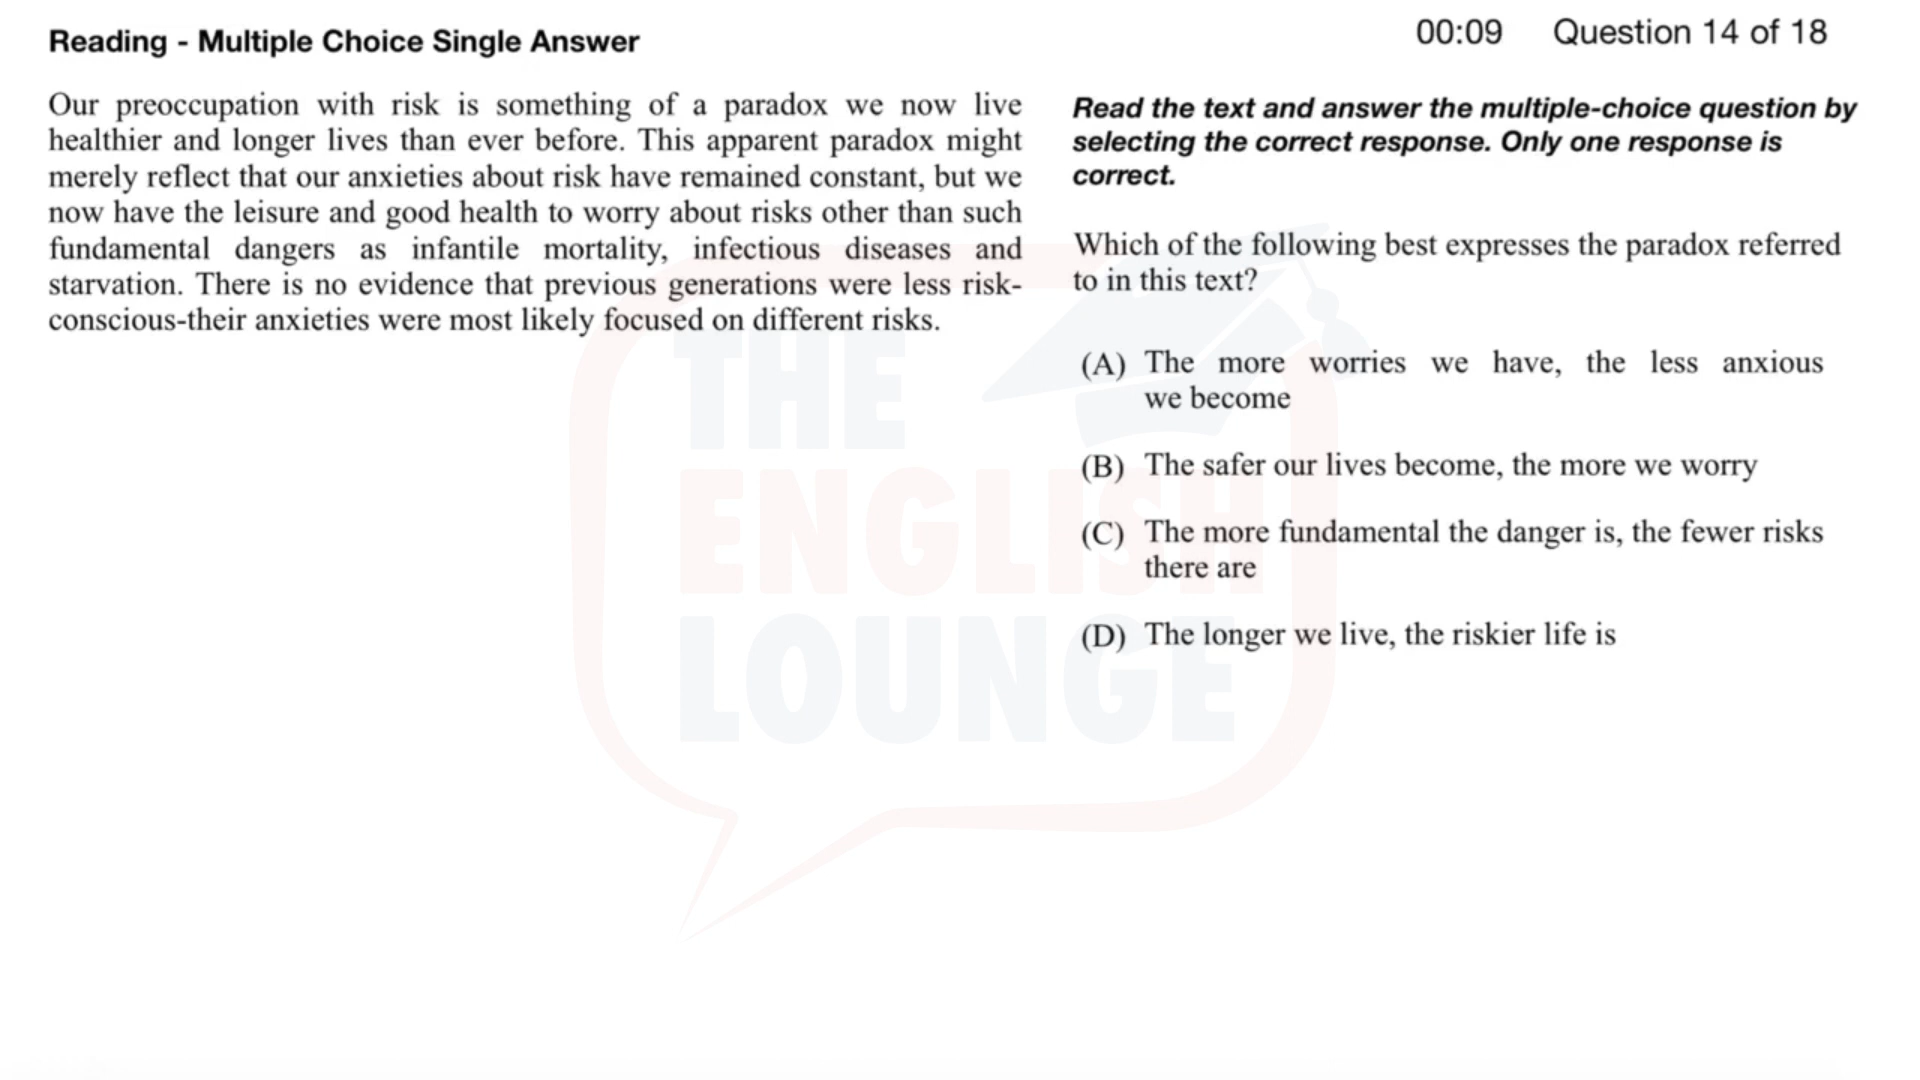 Reading - Multiple Choice Single Answer
00:09 Question 14 of 18
Our preoccupation with risk is something of a paradox we now live
healthier and longer lives than ever before. This apparent paradox might
merely reflect that our anxieties about risk have remained constant, but we
now have the leisure and good health to worry about risks other than such
fundamental dangers as infantile mortality, infectious diseases and
starvation. There is no evidence that previous generations were less risk-
conscious-their anxieties were most likely focused on different risks.
Read the text and answer the multiple-choice question by
selecting the correct response. Only one response is
correct.
Which of the following best expresses the paradox referred
to in this text?
(A) The more worries we have, the less anxious
we become
(B) The safer our lives become, the more we worry
(C) The more fundamental the danger is, the fewer risks
there are
(D) The longer we live, the riskier life is
THE
ENGLISH
LOUNGE